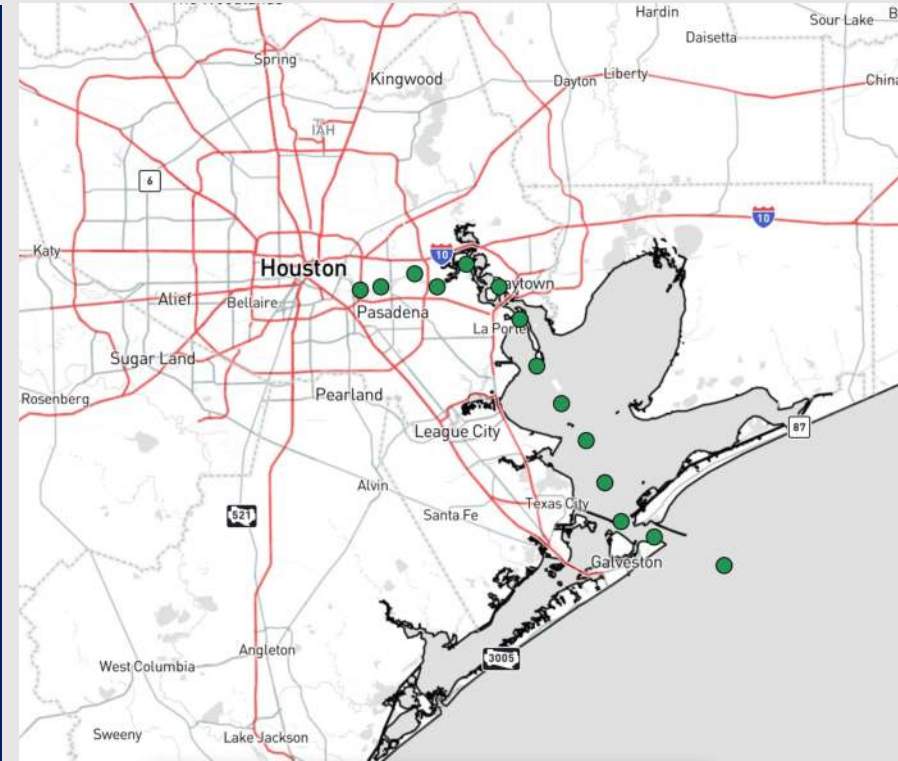 Hardin
Sour Lake
Daisetta
Spring
Kingwood
Dayton
Liberty
China
IAH
6
10
10
Katy
Houston
Alief
Bellaire
Pasadena
La Porte
Sugar Land
Rosenberg
Pearland
87
League City
Alvin
Texas City
521
Santa Fe
Galveston
Angleton
3005
West Columbia
Sweeny
Lake Jackson